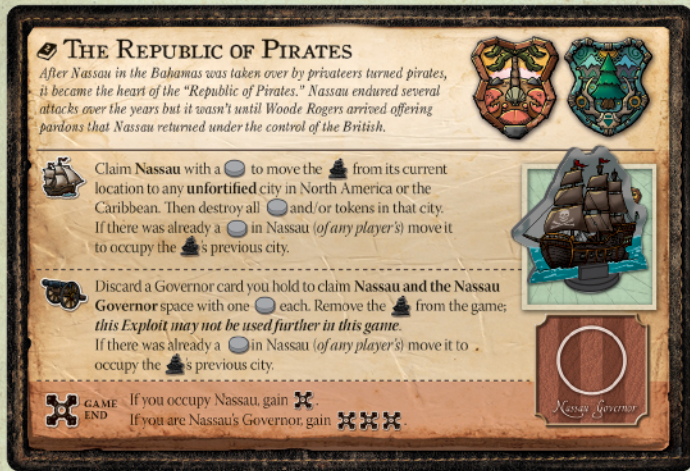 THE REPUBLIC OF PIRATES
After Nassau in the Bahamas was taken over by privateers turned pirates,
it became the heart of the "Republic of Pirates." Nassau endured several
attacks over the years but it wasn't until Woode Rogers arrived offering
pardons that Nassau returned under the control of the British.
Claim Nassau with a to move the from its current
location to any unfortified city in North America or the
Caribbean. Then destroy all and/or tokens in that city.
If there was already a in Nassau (of any player's) move it
to occupy the 's previous city.
Discard a Governor card you hold to claim Nassau and the Nassau
Governor space with one each. Remove the from the game;
this Exploit may not be used further in this game.
If there was already a in Nassau (of any player's) move it to
occupy the 's previous city.
GAME
END
If you occupy Nassau, gain .
If you are Nassau's Governor, gain
Nassau Governor